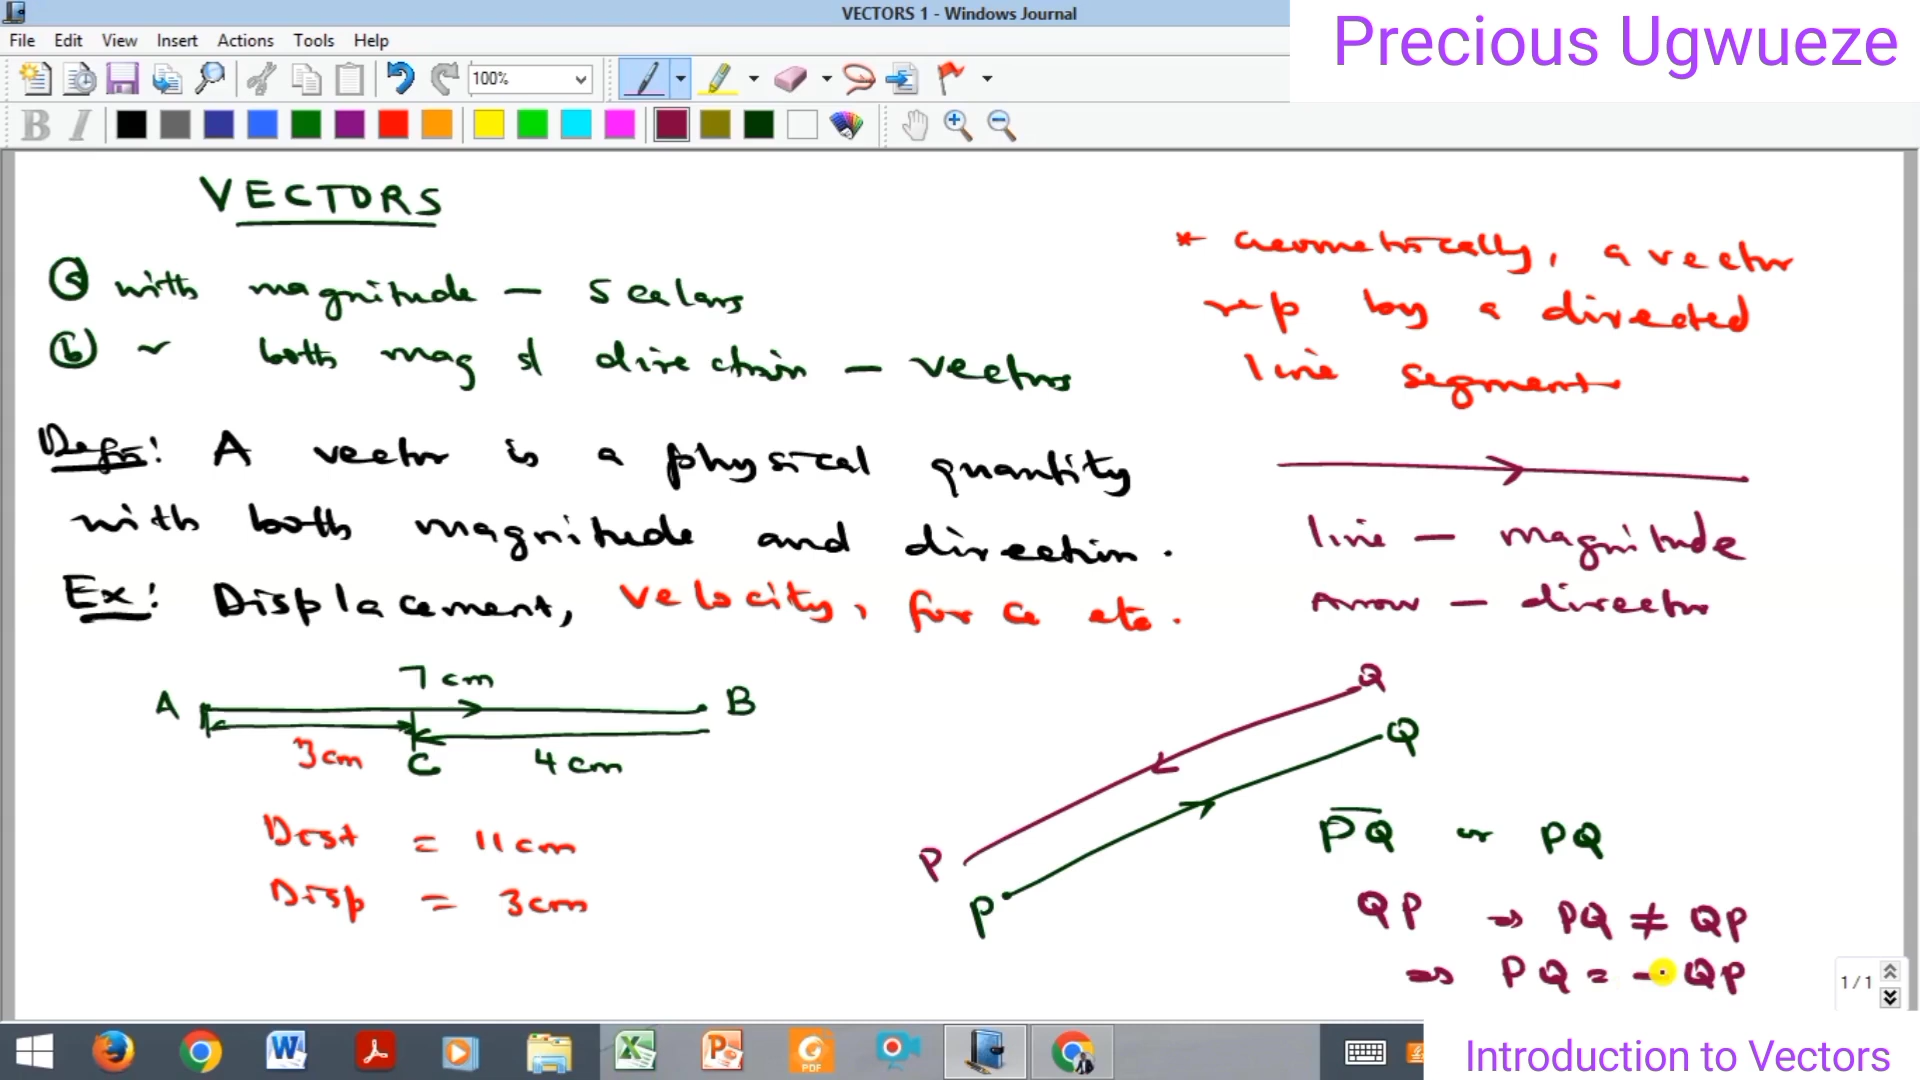 VECTORS 1 - Windows Journal
Precious Ugwueze
File Edit View Insert Actions Tools Help
100%
B I
VECTORS
(a) with magnitude - scalars
(b) ~ both mag & direction - vectors
Defn: A vector is a physical quantity
with both magnitude and direction.
Ex: Displacement, velocity, force etc.
7cm
A B
3cm C 4cm
Dist = 11cm
Disp = 3cm
* Geometrically, a vector
rep by a directed
line segment
line - magnitude
Arrow - direction
Q
Q
P
P
P̅Q̅ or PQ
QP ⇒ PQ ≠ QP
⇒ PQ = - QP
1/1
W
X
P
PDF
Introduction to Vectors